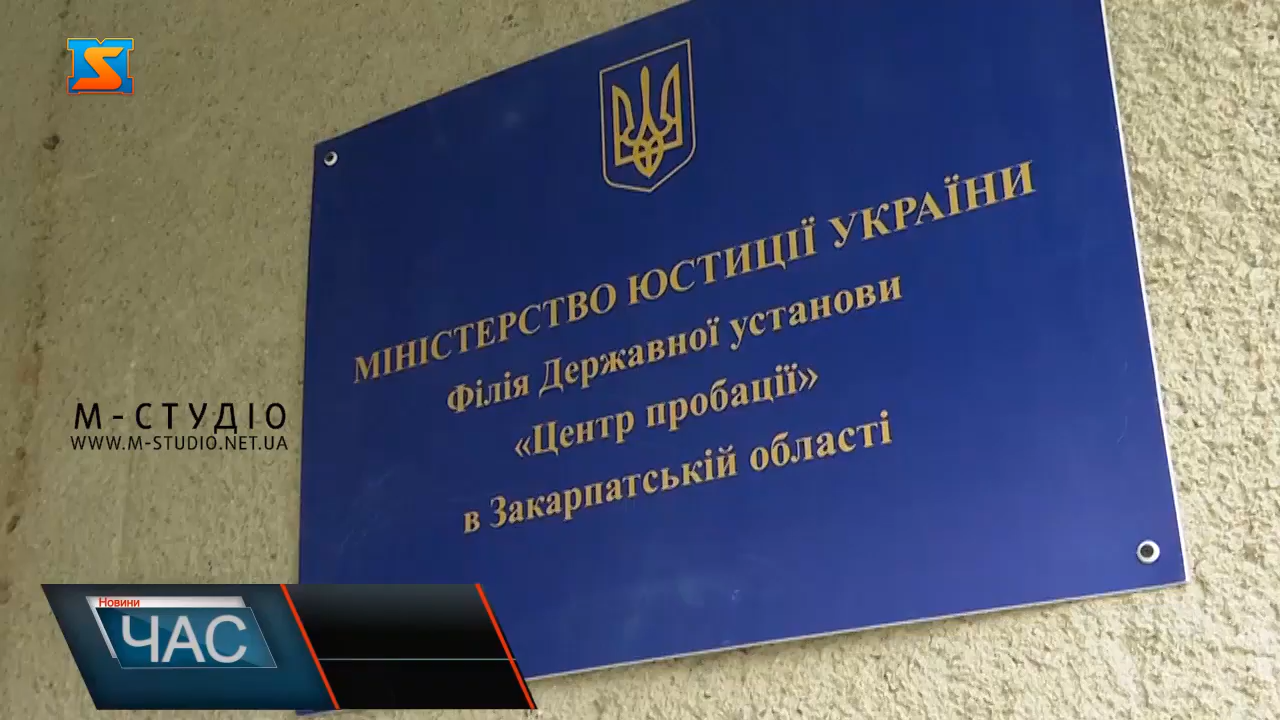 МІНІСТЕРСТВО ЮСТИЦІЇ УКРАЇНИ
Філія Державної установи
«Центр пробації»
в Закарпатській області
М-СТУДІО
WWW.M-STUDIO.NET.UA
Новини
ЧАС